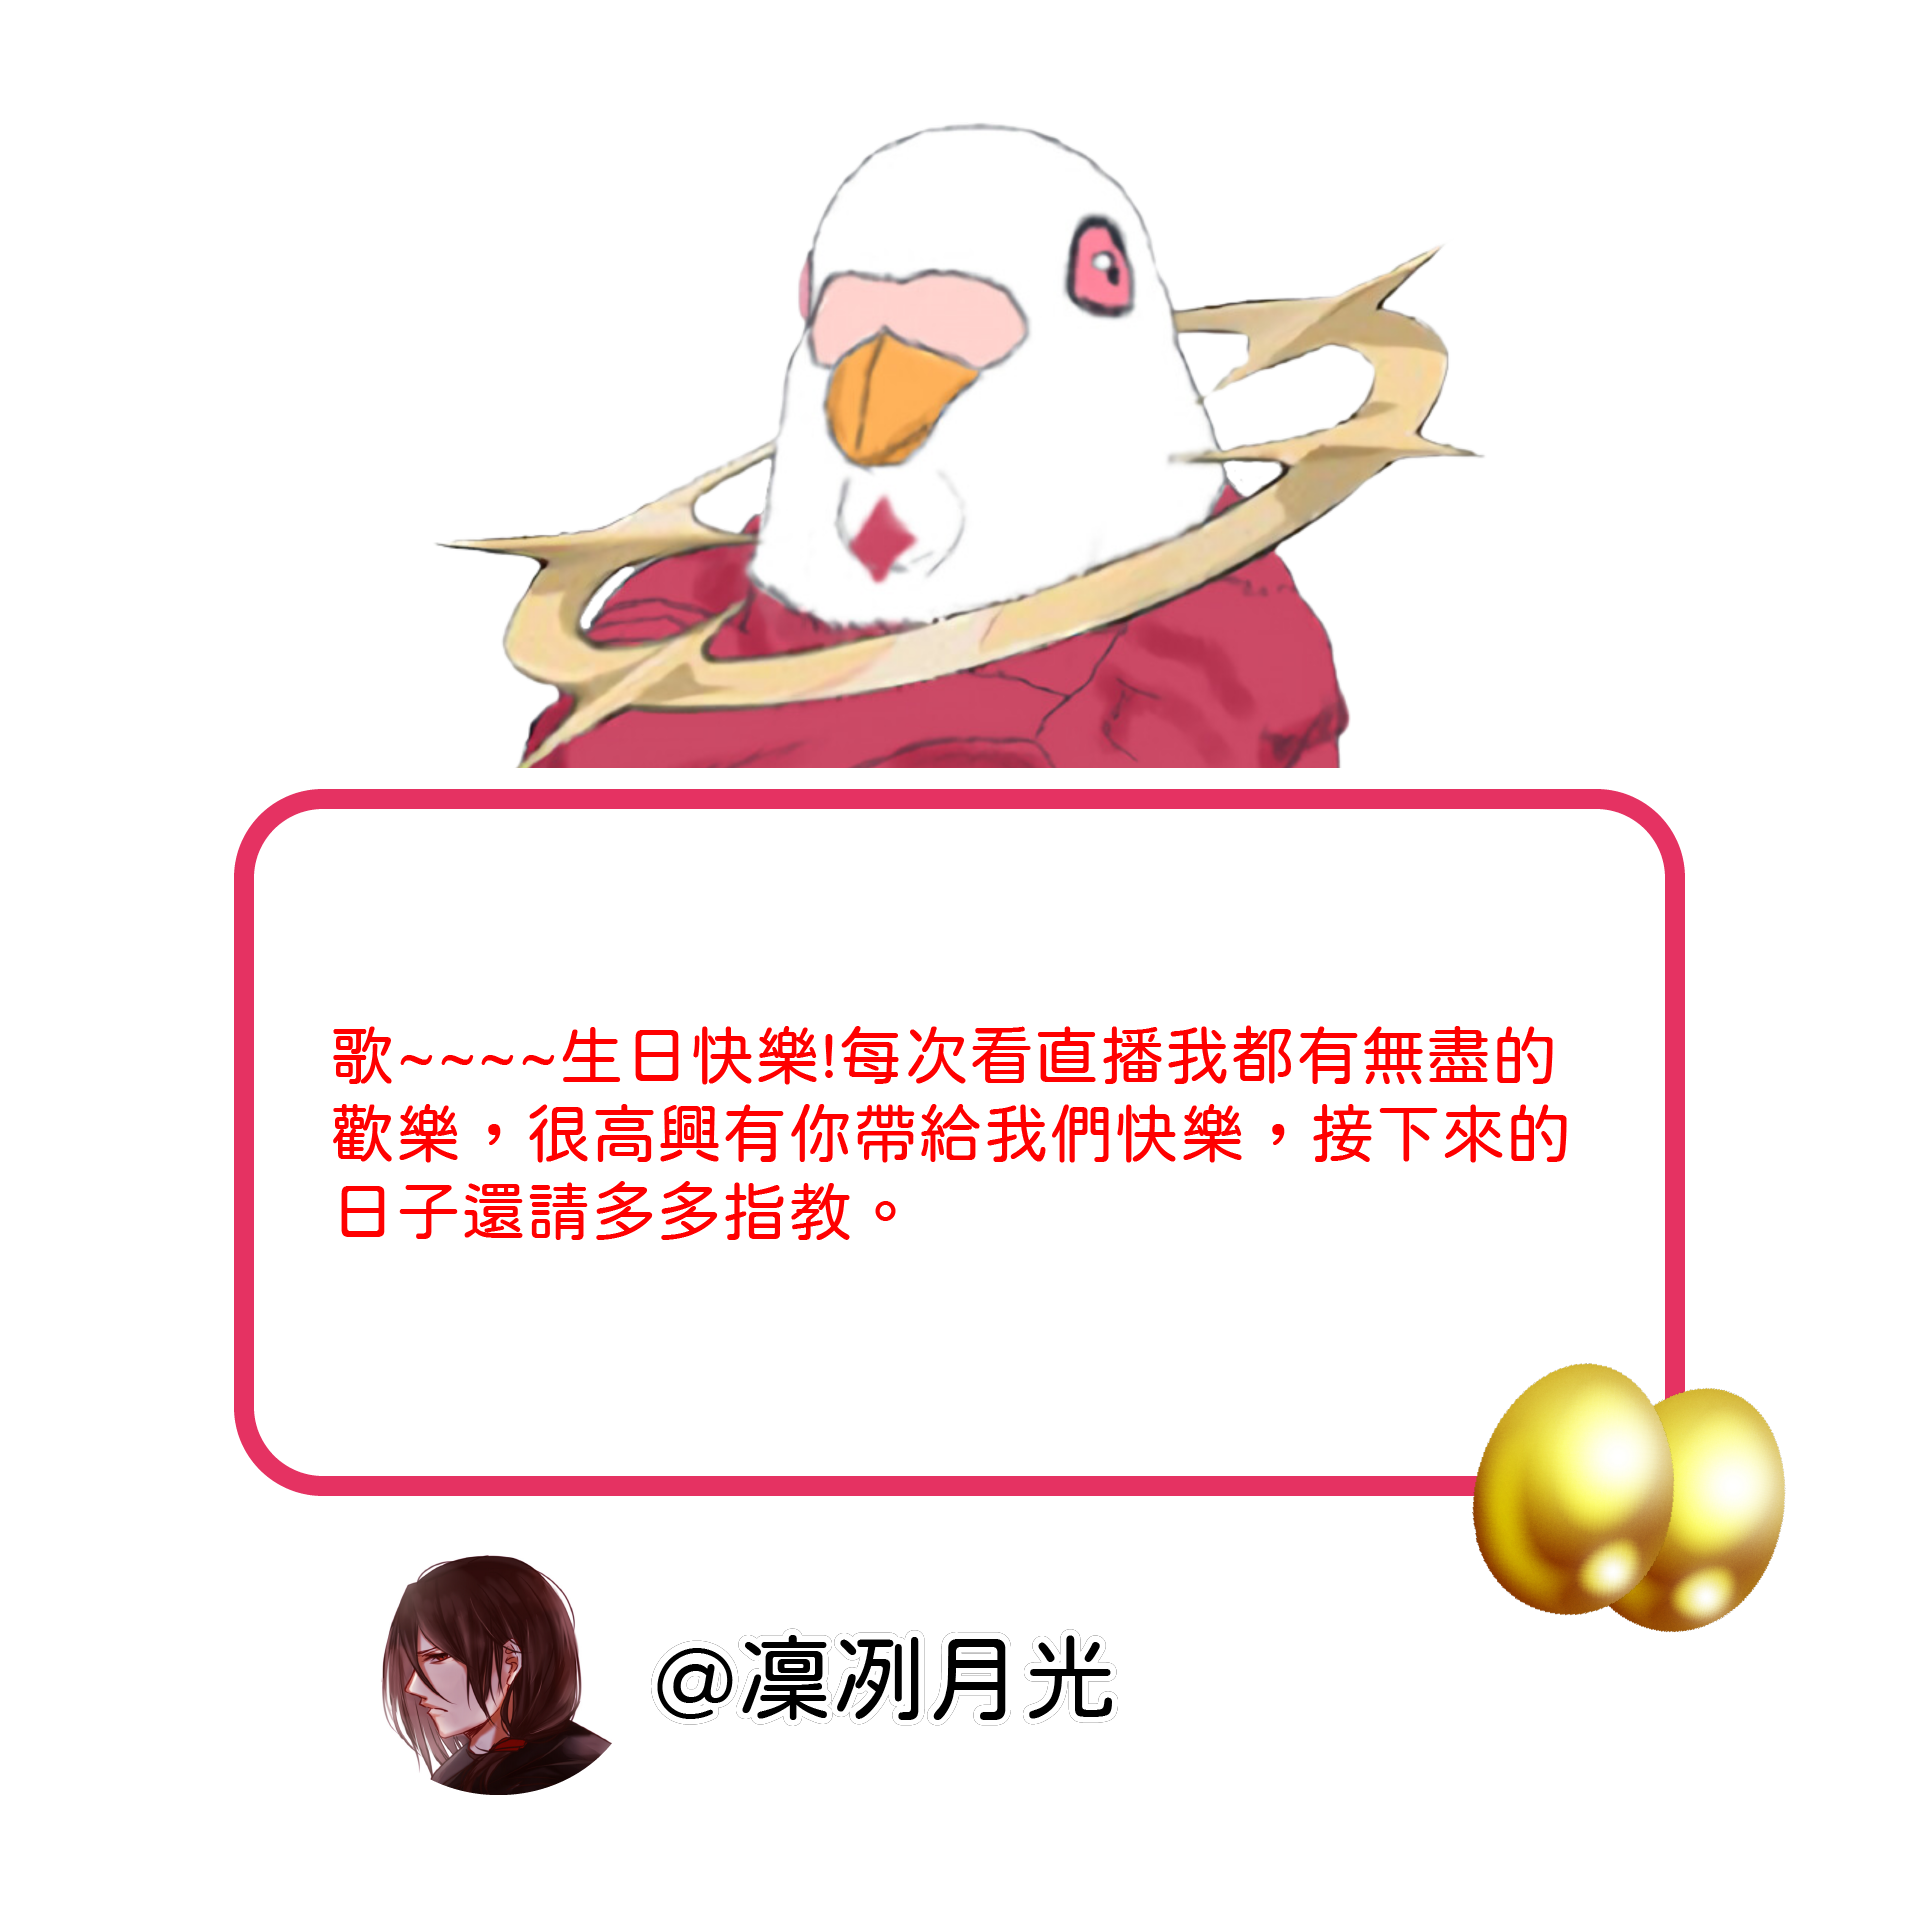 歌~~~~生日快樂!每次看直播我都有無盡的
歡樂，很高興有你帶給我們快樂，接下來的
日子還請多多指教。
@凜冽月光